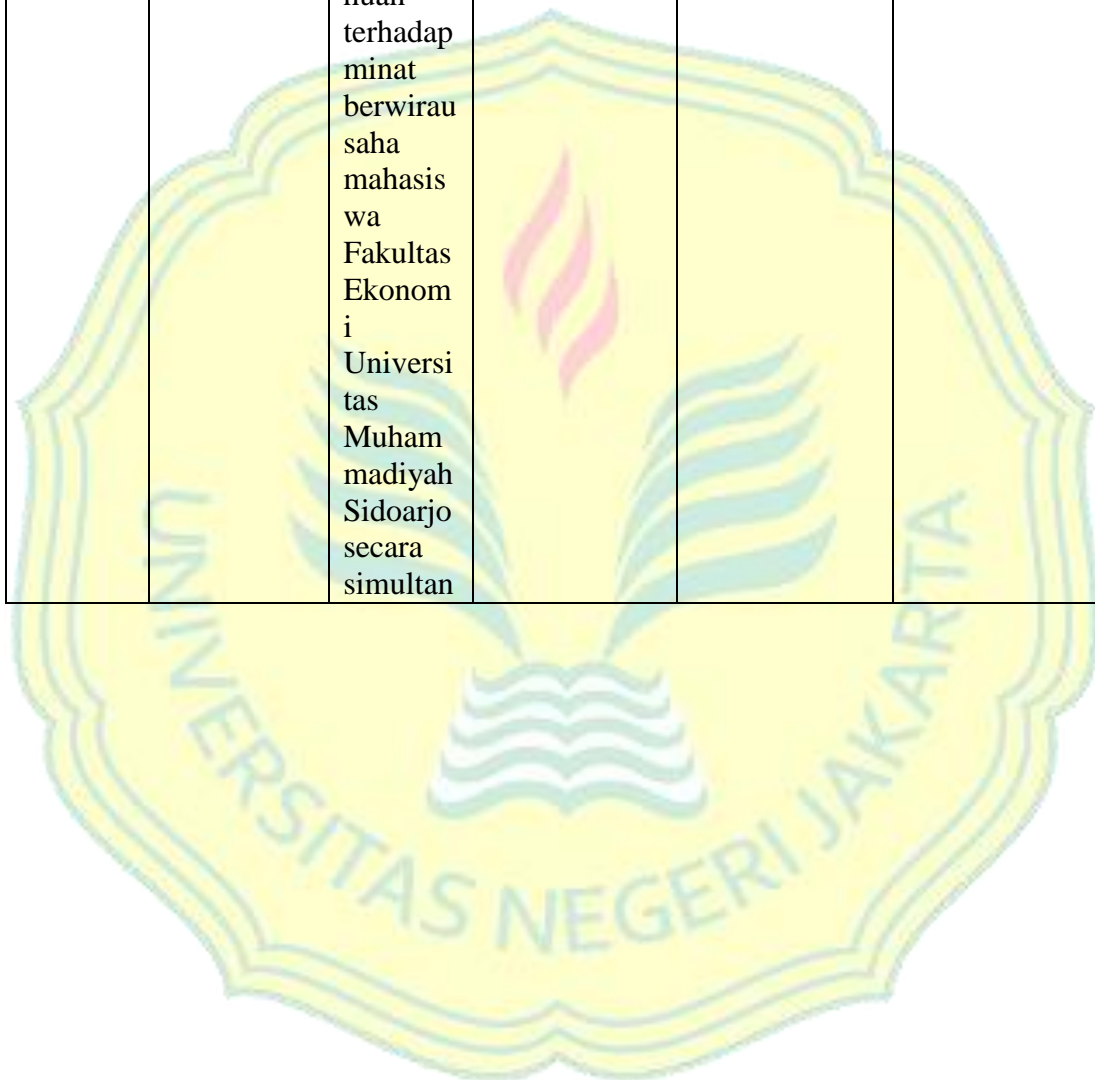 terhadap
minat
berwirau
saha
mahasis
wa
Fakultas
Ekonom
i
Universi
tas
Muham
madiyah
Sidoarjo
secara
simultan
UNIVERSITAS NEGERI JAKARTA